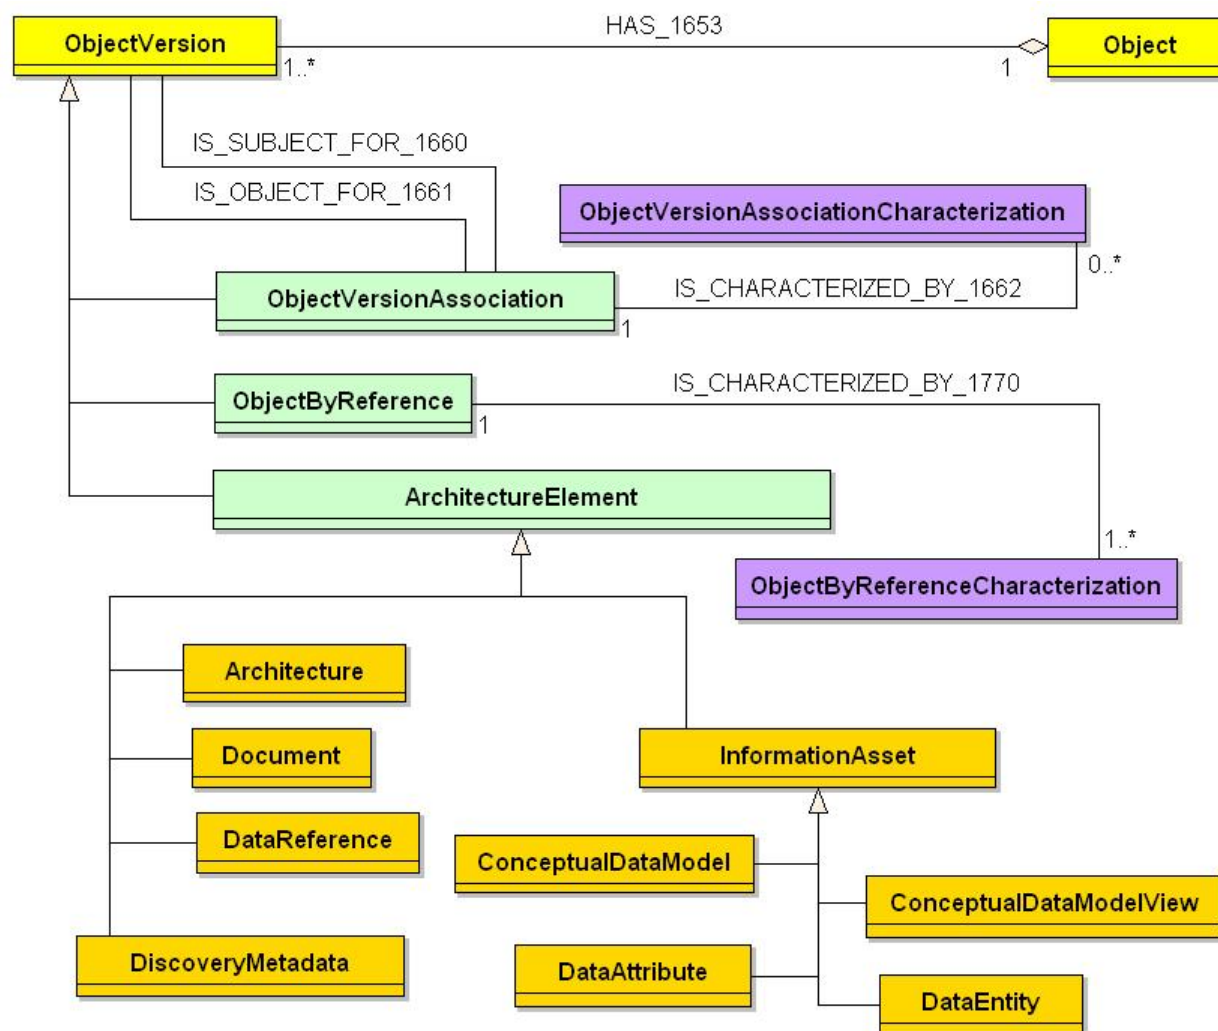 HAS_1653
ObjectVersion
Object
1..*
1
IS_SUBJECT_FOR_1660
IS_OBJECT_FOR_1661
ObjectVersionAssociationCharacterization
0..*
ObjectVersionAssociation
IS_CHARACTERIZED_BY_1662
1
IS_CHARACTERIZED_BY_1770
ObjectByReference
1
ArchitectureElement
1..*
ObjectByReferenceCharacterization
Architecture
Document
InformationAsset
DataReference
ConceptualDataModel
ConceptualDataModelView
DiscoveryMetadata
DataAttribute
DataEntity